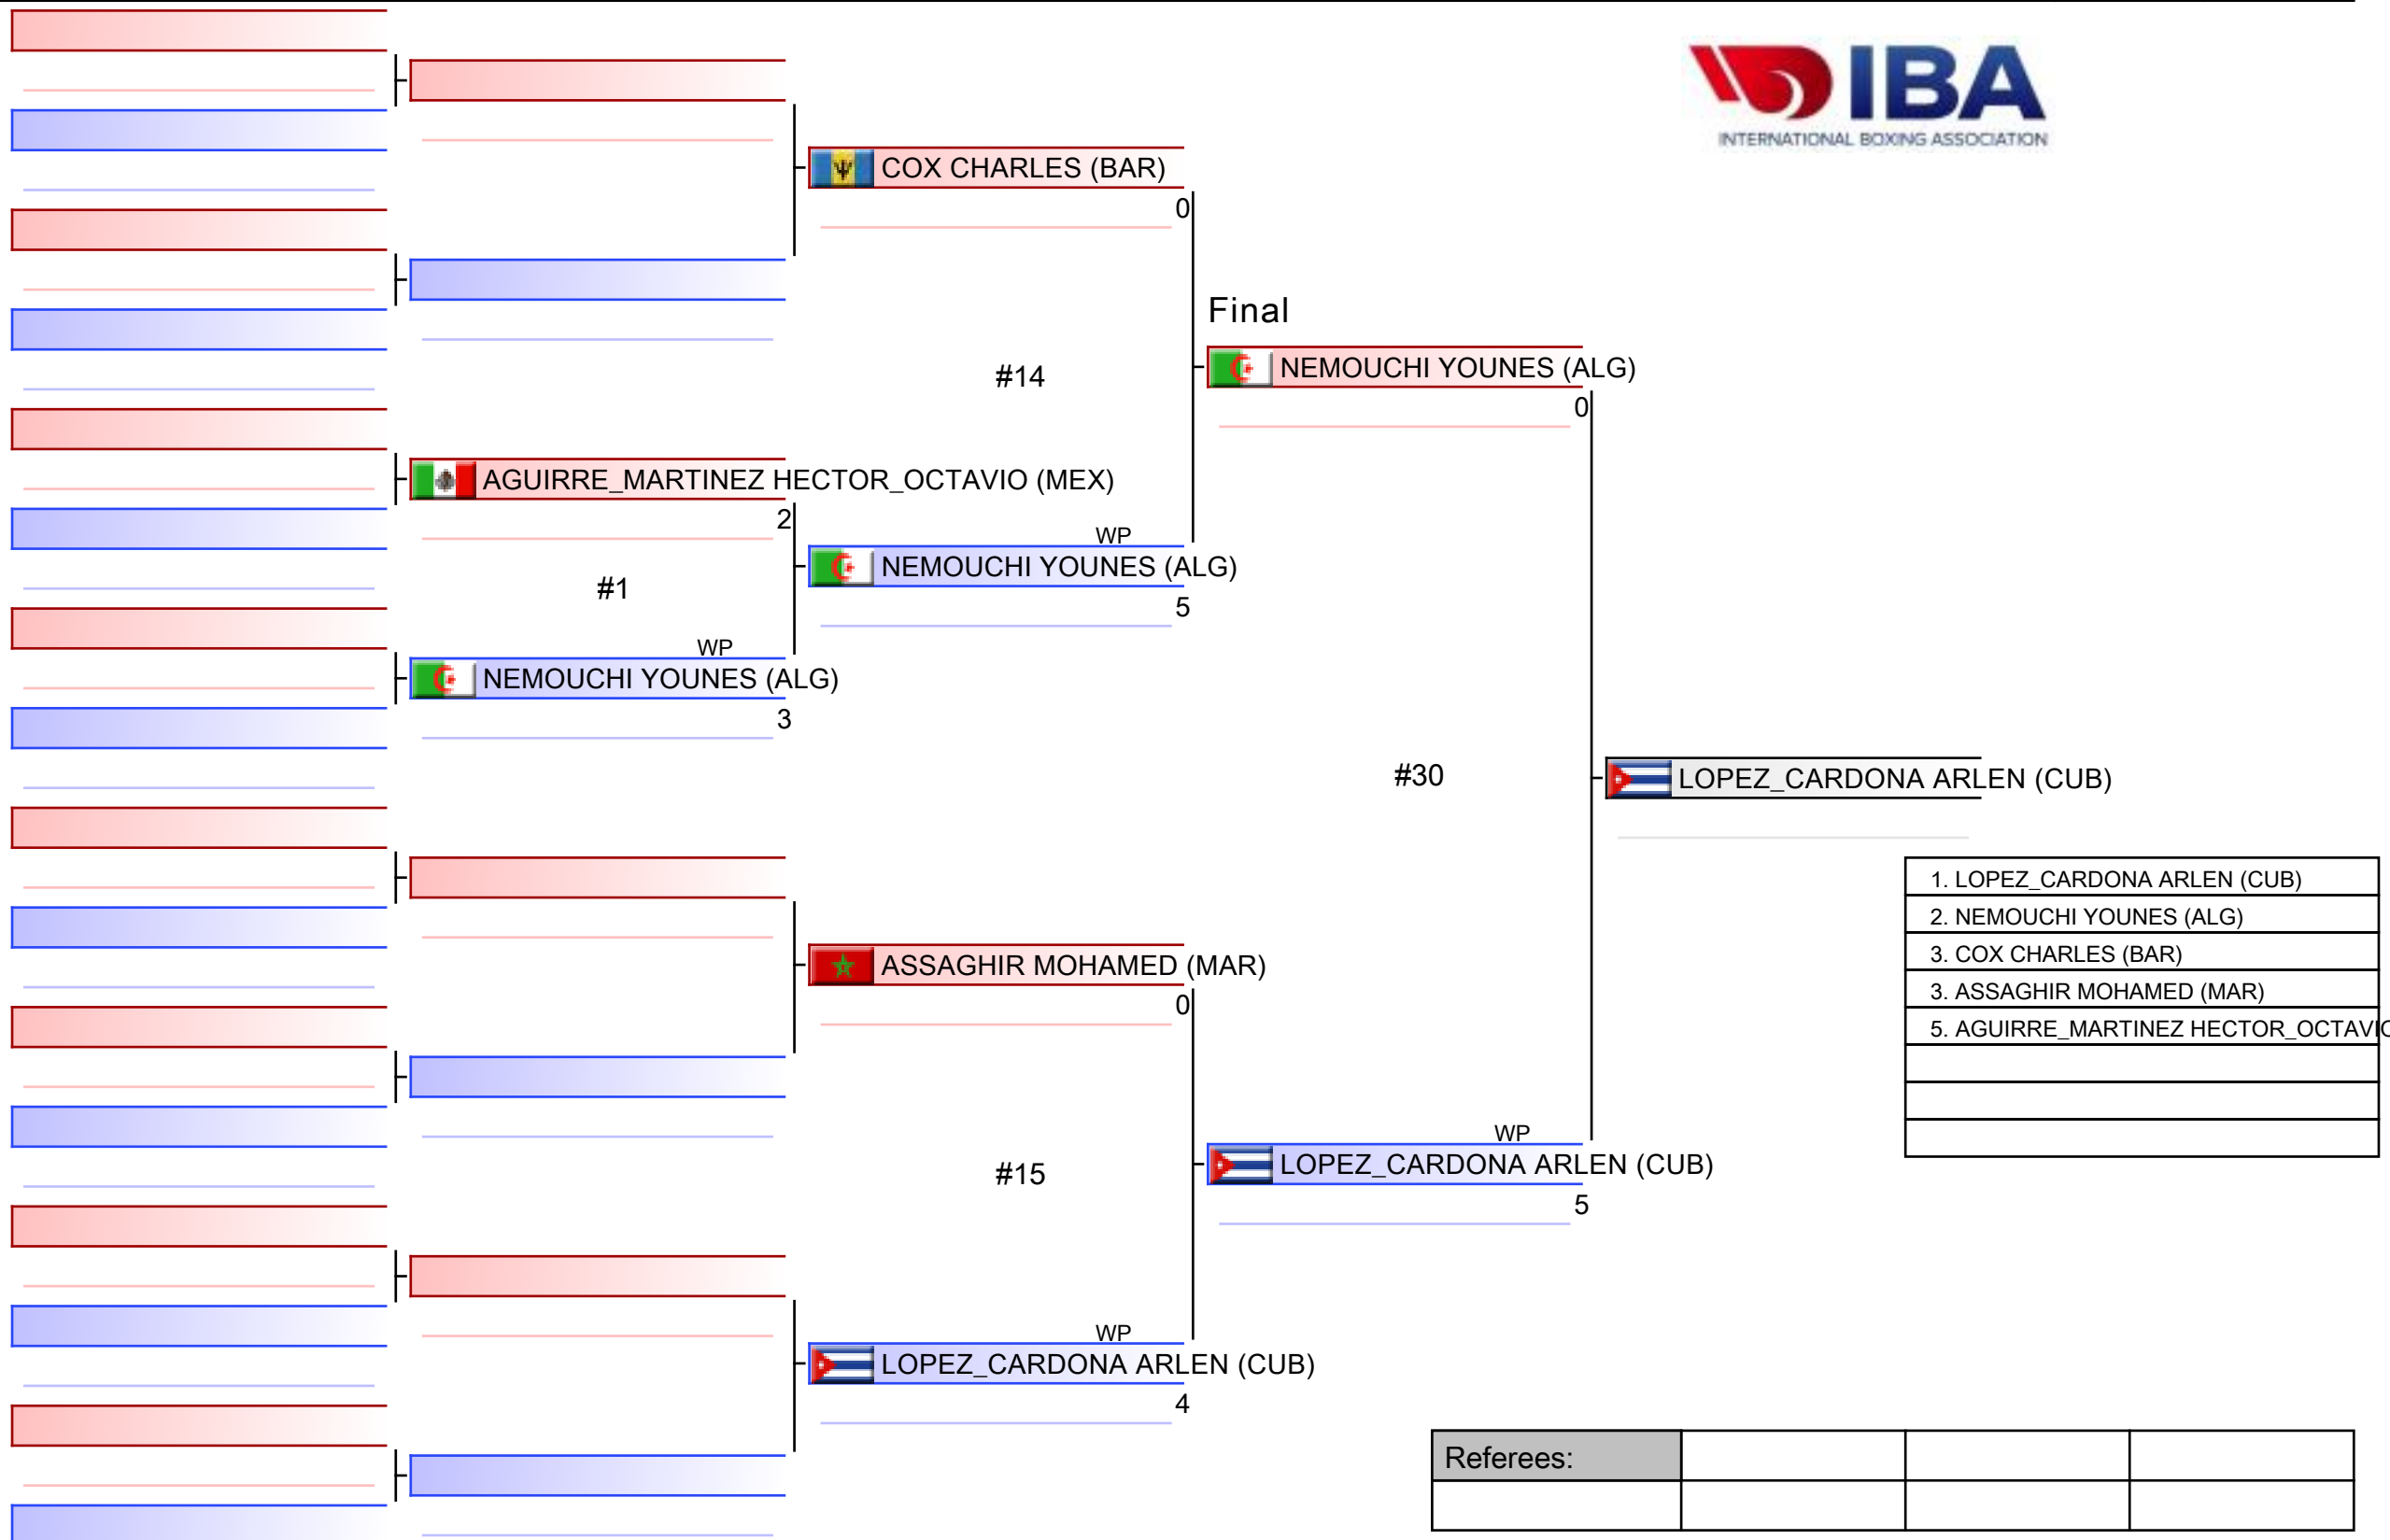 IBA
INTERNATIONAL BOXING ASSOCIATION
COX CHARLES (BAR)
0
Final
#14
NEMOUCHI YOUNES (ALG)
0
AGUIRRE_MARTINEZ HECTOR_OCTAVIO (MEX)
2
WP
NEMOUCHI YOUNES (ALG)
5
#1
WP
NEMOUCHI YOUNES (ALG)
3
#30
LOPEZ_CARDONA ARLEN (CUB)
1. LOPEZ_CARDONA ARLEN (CUB)
2. NEMOUCHI YOUNES (ALG)
3. COX CHARLES (BAR)
3. ASSAGHIR MOHAMED (MAR)
5. AGUIRRE_MARTINEZ HECTOR_OCTAVIO
ASSAGHIR MOHAMED (MAR)
0
#15
WP
LOPEZ_CARDONA ARLEN (CUB)
5
WP
LOPEZ_CARDONA ARLEN (CUB)
4
Referees: